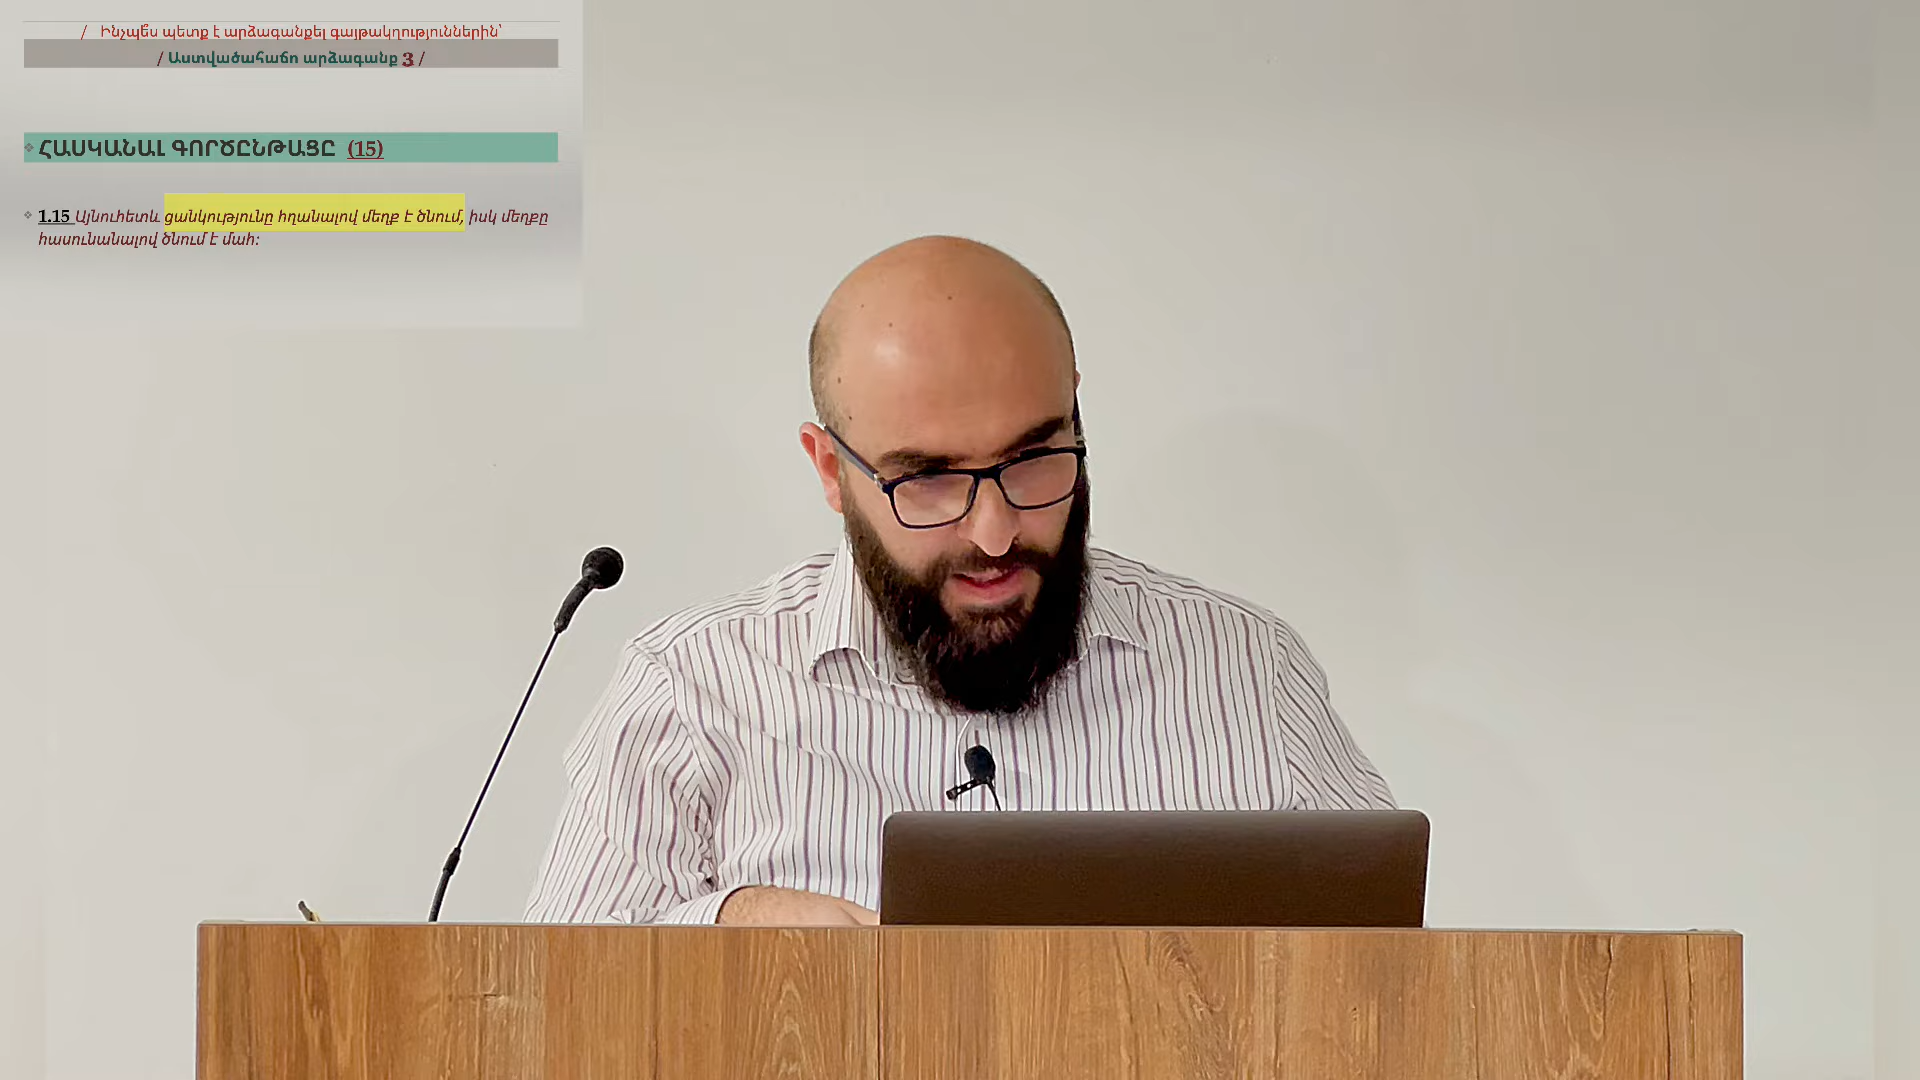 / Ինչպե՞ս պետք է արձագանքել գայթակղություններին՝
/ Աստվածահաճո արձագանք 3 /
ՀԱՍԿԱՆԱԼ ԳՈՐԾԸՆԹԱՑԸ (15)
1.15 Այնուհետև ցանկությունը հղանալով մեղք է ծնում, իսկ մեղքը
հասունանալով ծնում է մահ: